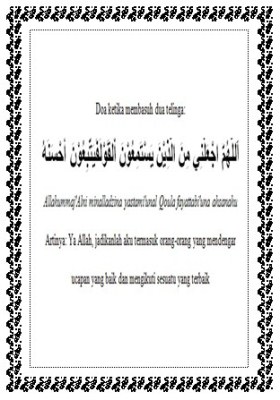 Doa ketika membasuh dua telinga:
اَللّٰهُمَّ اجْعَلْنِي مِنَ الَّذِيْنَ يَسْتَمِعُوْنَ الْقَوْلَ فَيَتَّبِعُوْنَ اَحْسَنَهُ
Allahummaj'Alni minalladzina yastami'unal Qoula fayattabi'una ahsanahu
Artinya: Ya Allah, jadikanlah aku termasuk orang-orang yang mendengar
ucapan yang baik dan mengikuti sesuatu yang terbaik